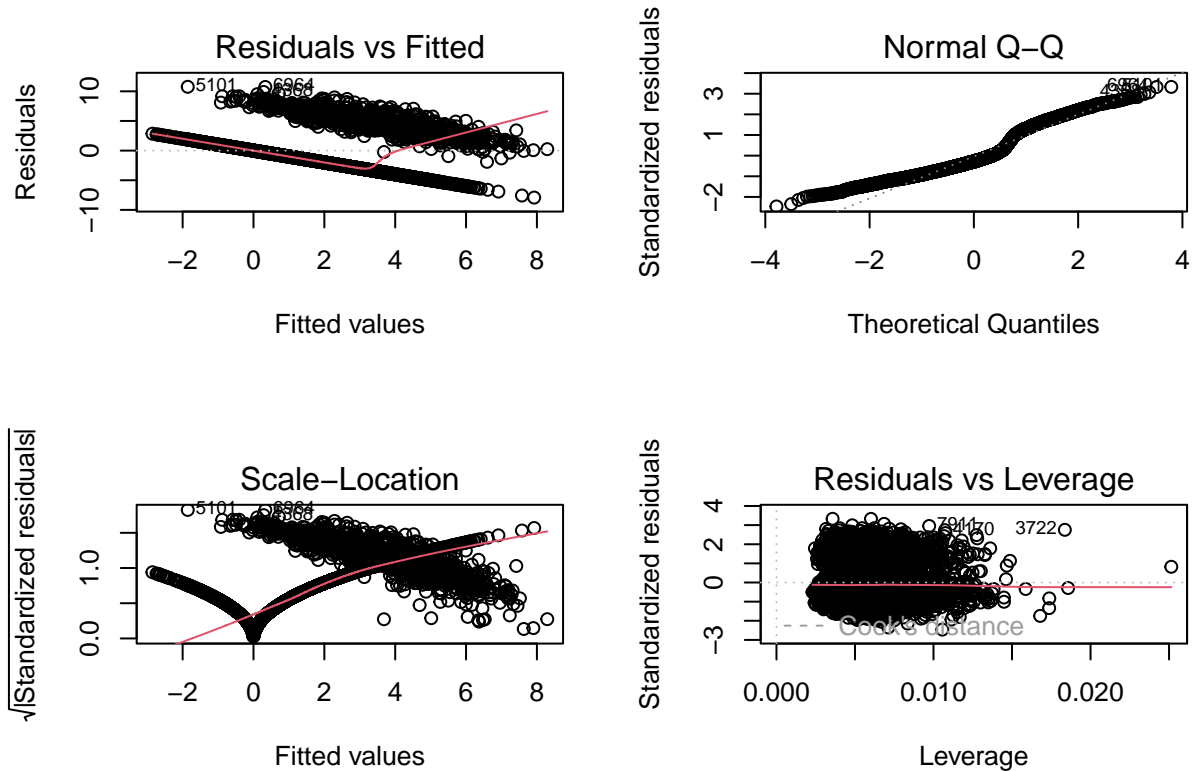 Residuals vs Fitted
Residuals
10
0
−10
5101
−2 0 2 4 6 8
Fitted values
Normal Q−Q
Standardized residuals
3
1
−2
−4 −2 0 2 4
Theoretical Quantiles
Scale−Location
√|Standardized residuals|
1.0
0.0
5101
−2 0 2 4 6 8
Fitted values
Residuals vs Leverage
Standardized residuals
4
2
0
−3
7911
3722
Cook's distance
0.000 0.010 0.020
Leverage